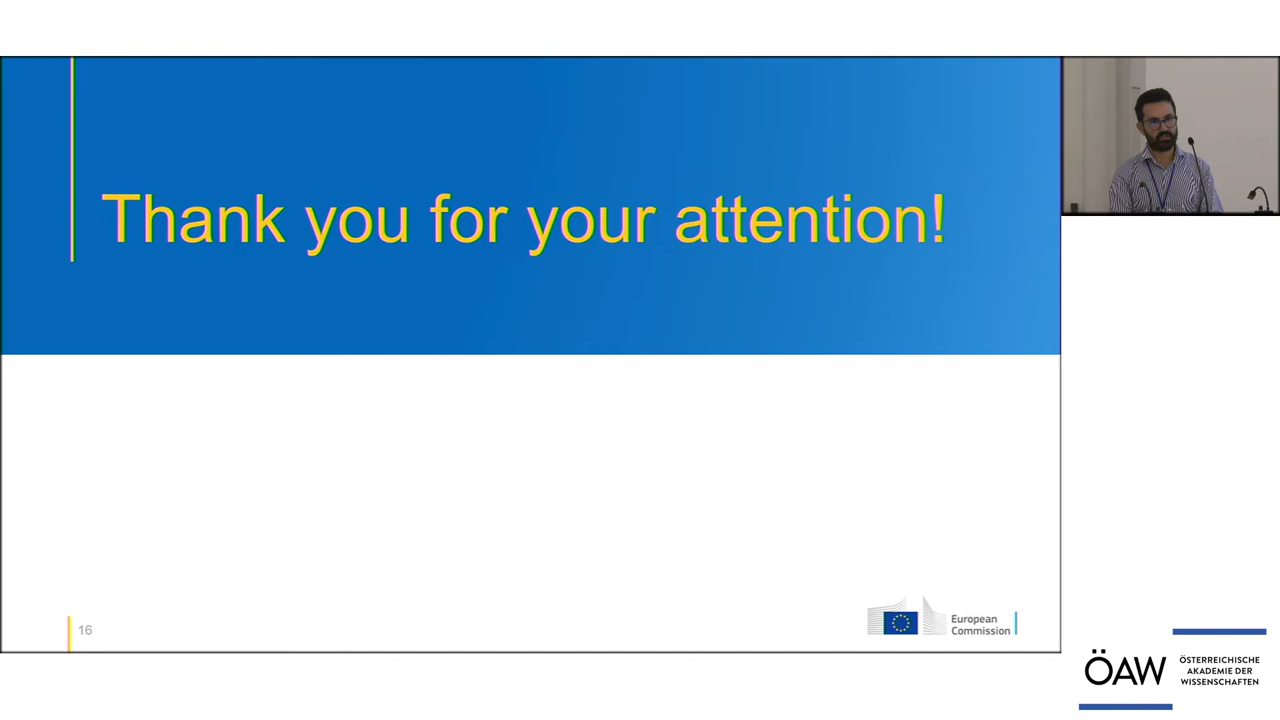 Thank you for your attention!
16
European
Commission
ÖAW
ÖSTERREICHISCHE
AKADEMIE DER
WISSENSCHAFTEN